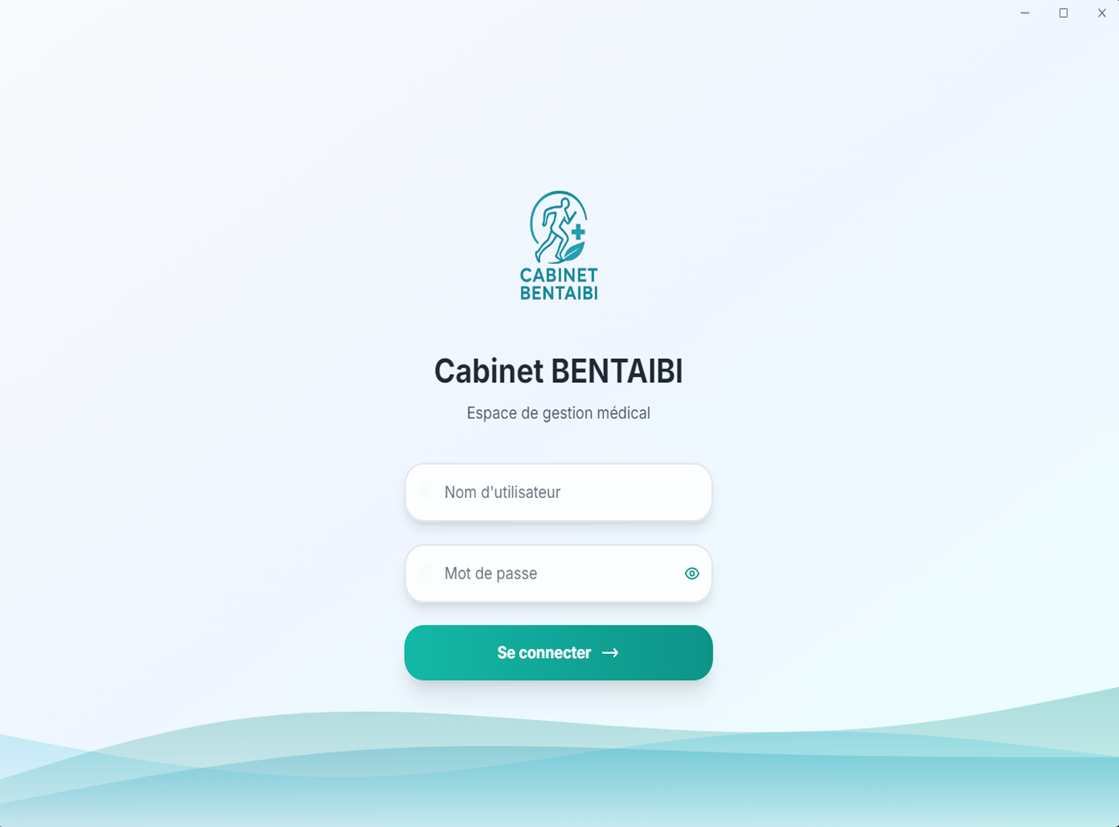 CABINET
BENTAIBI
Cabinet BENTAIBI
Espace de gestion médical
Nom d'utilisateur
Mot de passe
Se connecter →